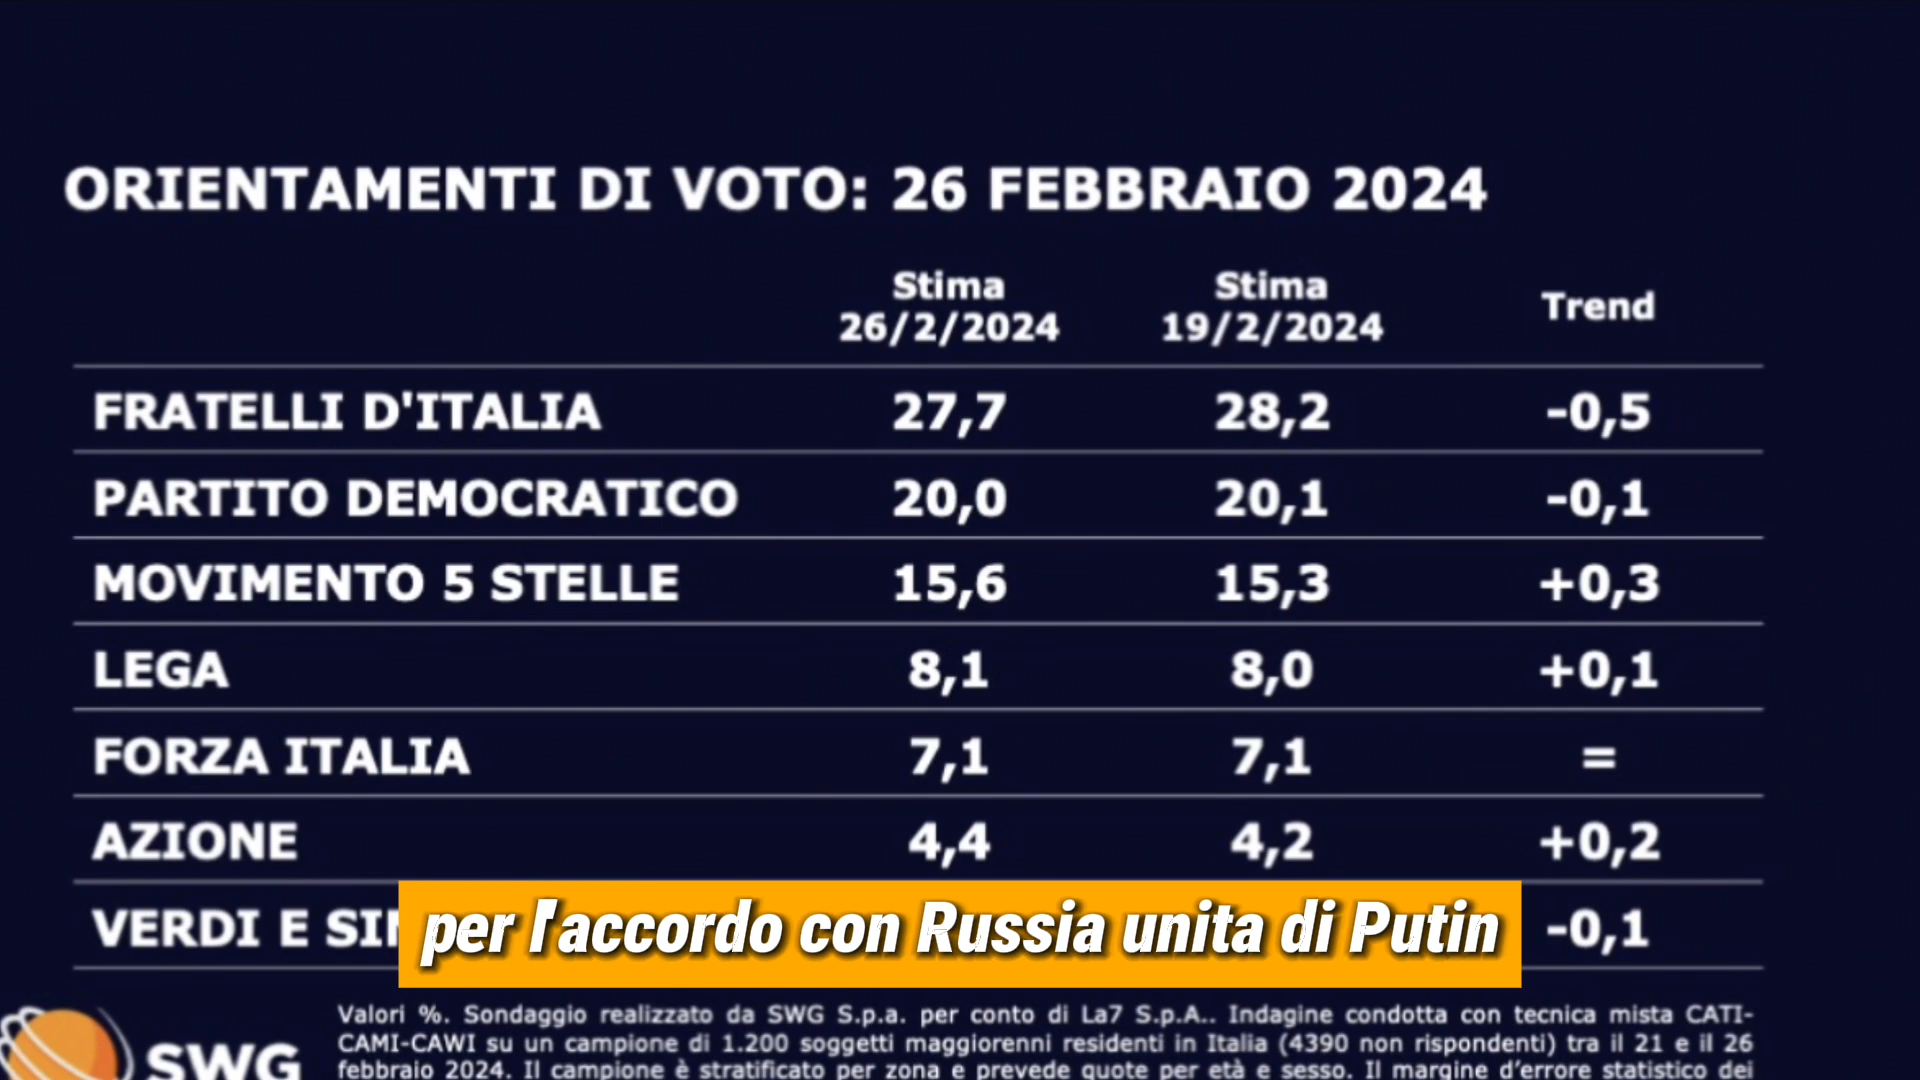 ORIENTAMENTI DI VOTO: 26 FEBBRAIO 2024
Stima 26/2/2024 Stima 19/2/2024 Trend
FRATELLI D'ITALIA 27,7 28,2 -0,5
PARTITO DEMOCRATICO 20,0 20,1 -0,1
MOVIMENTO 5 STELLE 15,6 15,3 +0,3
LEGA 8,1 8,0 +0,1
FORZA ITALIA 7,1 7,1 =
AZIONE 4,4 4,2 +0,2
VERDI E -0,1
per l'accordo con Russia unita di Putin
SWG
Valori %. Sondaggio realizzato da SWG S.p.a. per conto di La7 S.p.A.. Indagine condotta con tecnica mista CATI-
CAMI-CAWI su un campione di 1.200 soggetti maggiorenni residenti in Italia (4390 non rispondenti) tra il 21 e il 26
febbraio 2024. Il campione è stratificato per zona e prevede quote per età e sesso. Il margine d'errore statistico dei